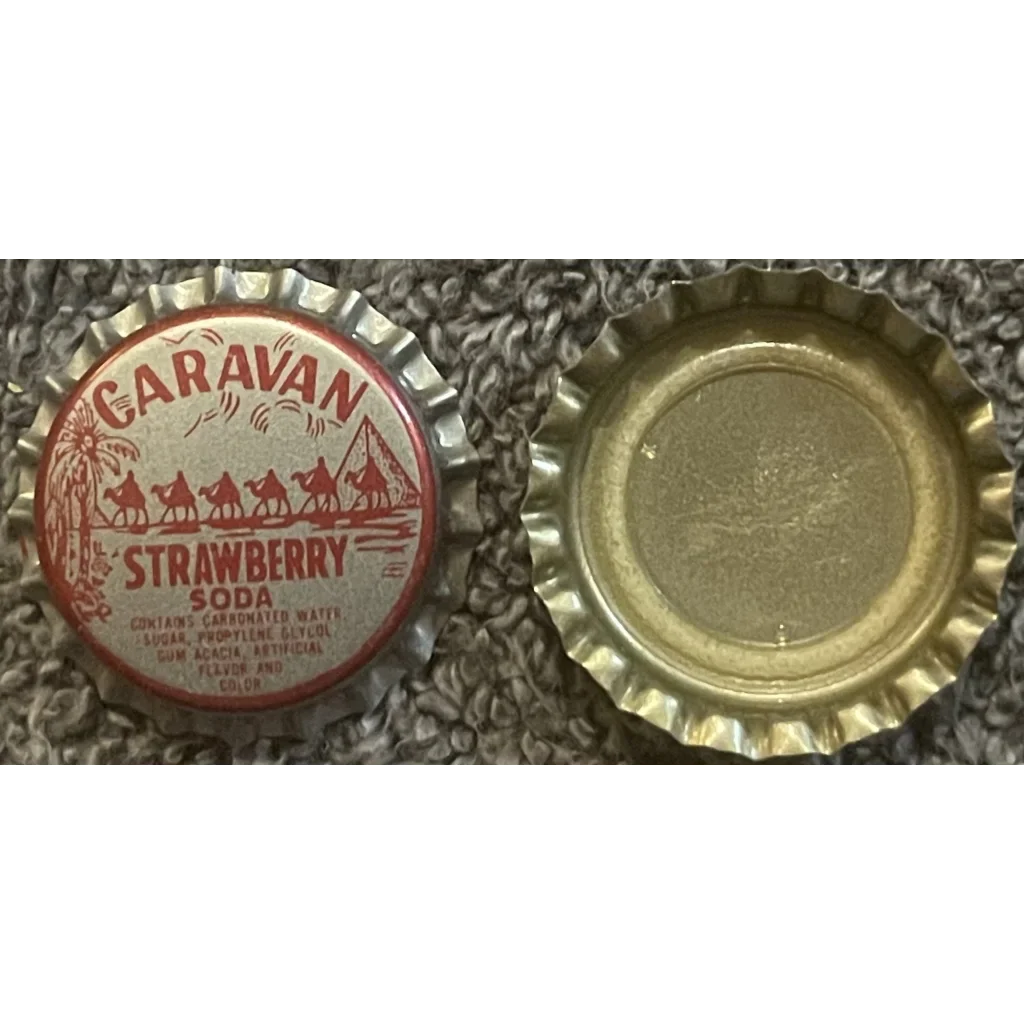 CARAVAN
STRAWBERRY
SODA
CONTAINS CARBONATED WATER
SUGAR, PROPYLENE GLYCOL
GUM ACACIA, ARTIFICIAL
FLAVOR AND
COLOR